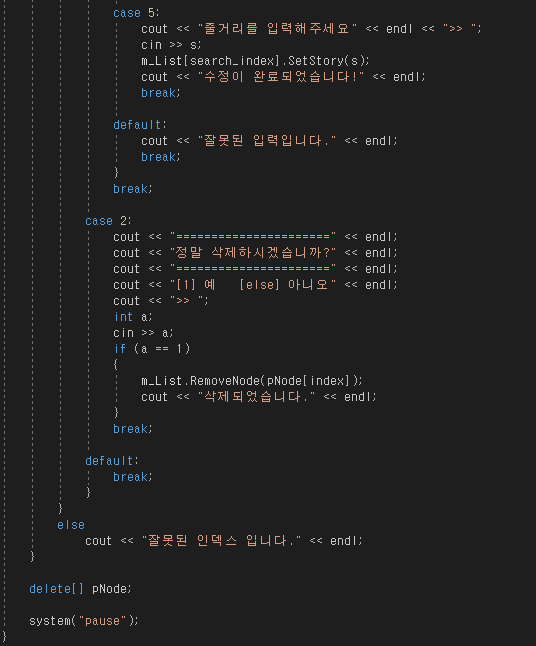 case 5:
cout << "줄거리를 입력해주세요" << endl << ">> ";
cin >> s;
m_List[search_index].SetStory(s);
cout << "수정이 완료되었습니다!" << endl;
break;
default:
cout << "잘못된 입력입니다." << endl;
break;
}
break;
case 2:
cout << "======================" << endl;
cout << "정말 삭제하시겠습니까?" << endl;
cout << "======================" << endl;
cout << "[1] 예   [else] 아니오" << endl;
cout << ">> ";
int a;
cin >> a;
if (a == 1)
{
m_List.RemoveNode(pNode[index]);
cout << "삭제되었습니다." << endl;
}
break;
default:
break;
}
}
else
cout << "잘못된 인덱스 입니다." << endl;
}
delete[] pNode;
system("pause");
}